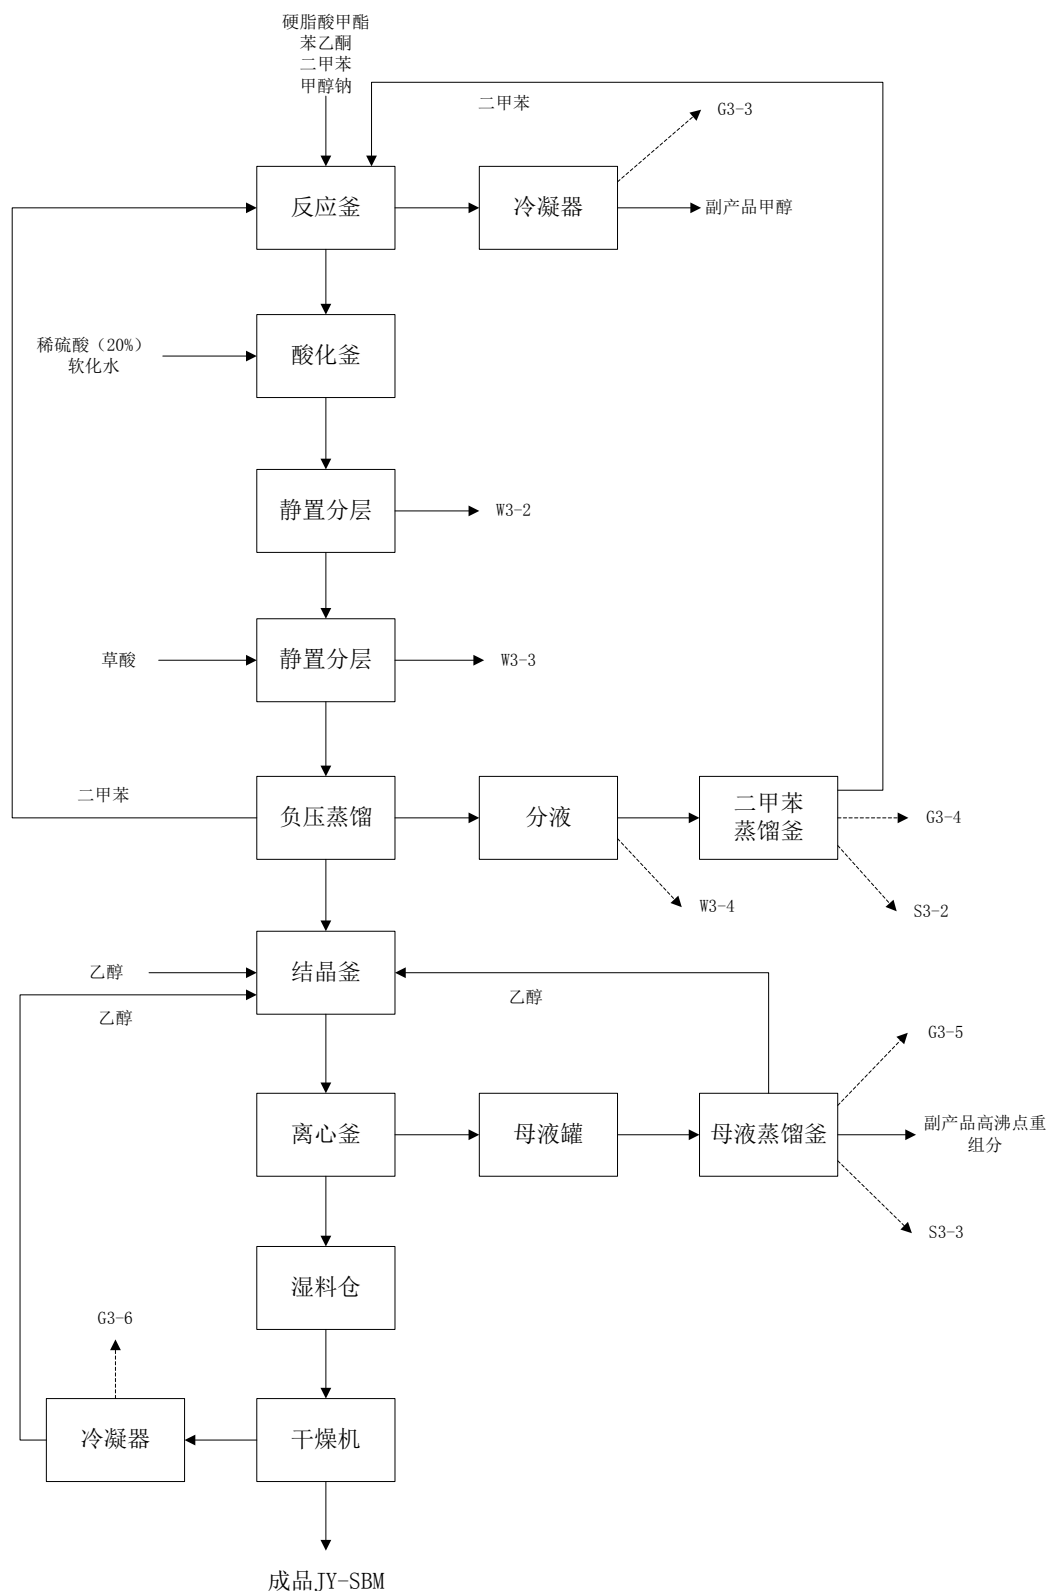 硬脂酸甲酯
苯乙酮
二甲苯
甲醇钠
二甲苯
G3-3
反应釜
冷凝器
副产品甲醇
稀硫酸（20%）
软化水
酸化釜
静置分层
W3-2
草酸
静置分层
W3-3
二甲苯
负压蒸馏
分液
二甲苯
蒸馏釜
G3-4
W3-4
S3-2
乙醇
结晶釜
乙醇
乙醇
G3-5
离心釜
母液罐
母液蒸馏釜
副产品高沸点重
组分
S3-3
湿料仓
G3-6
冷凝器
干燥机
成品JY-SBM